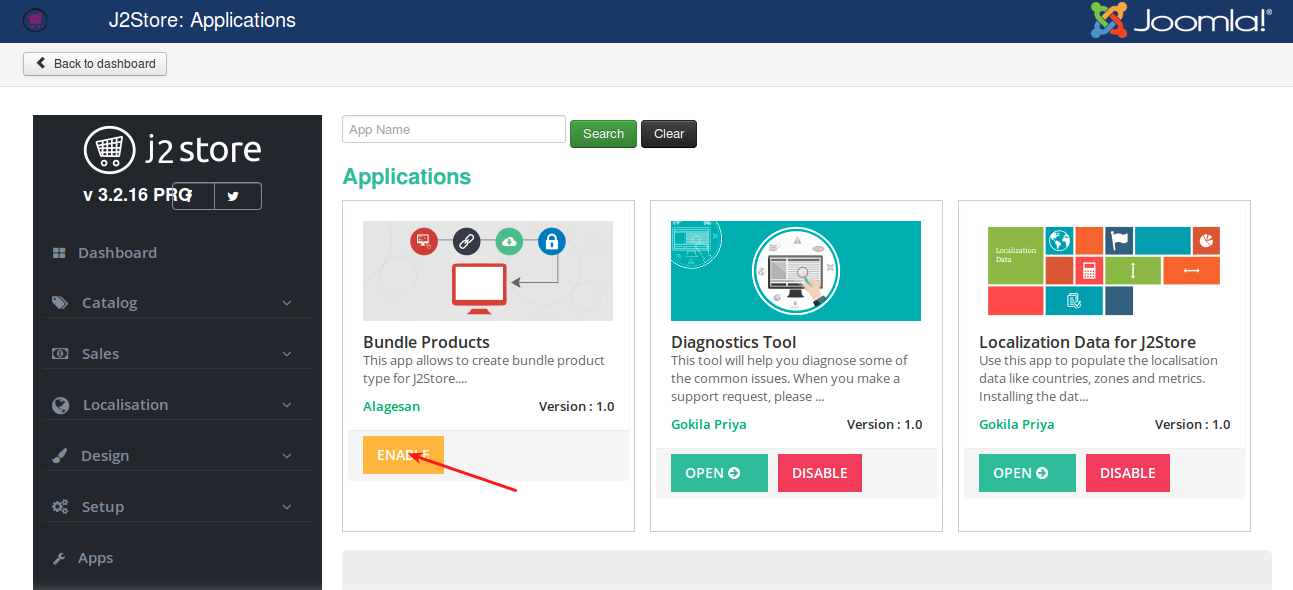 J2Store: Applications
Joomla!®
Back to dashboard
j2store
v 3.2.16 PRO
Dashboard
Catalog
Sales
Localisation
Design
Setup
Apps
App Name
Search
Clear
Applications
Bundle Products
This app allows to create bundle product
type for J2Store....
Alagesan Version : 1.0
ENABLE
Diagnostics Tool
This tool will help you diagnose some of
the common issues. When you make a
support request, please ...
Gokila Priya Version : 1.0
OPEN DISABLE
Localization
Data
Localization Data for J2Store
Use this app to populate the localisation
data like countries, zones and metrics.
Installing the dat...
Gokila Priya Version : 1.0
OPEN DISABLE